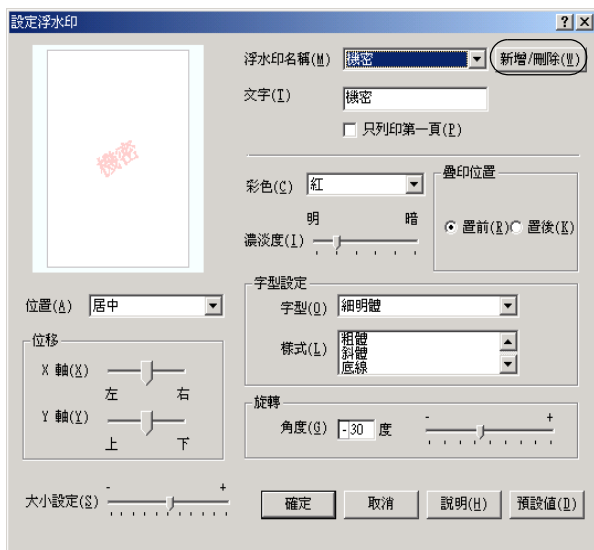 設定浮水印
浮水印名稱(M) 機密 新增/刪除(W)
文字(T) 機密
只列印第一頁(P)
機密
彩色(C) 紅
疊印位置
明 暗
濃淡度(I)
置前(R) 置後(K)
位置(A) 居中
字型設定
字型(O) 細明體
樣式(L) 粗體
斜體
底線
位移
X 軸(X)
左 右
Y 軸(Y)
上 下
旋轉
角度(G) -30 度 - +
大小設定(S) - +
確定 取消 說明(H) 預設値(D)